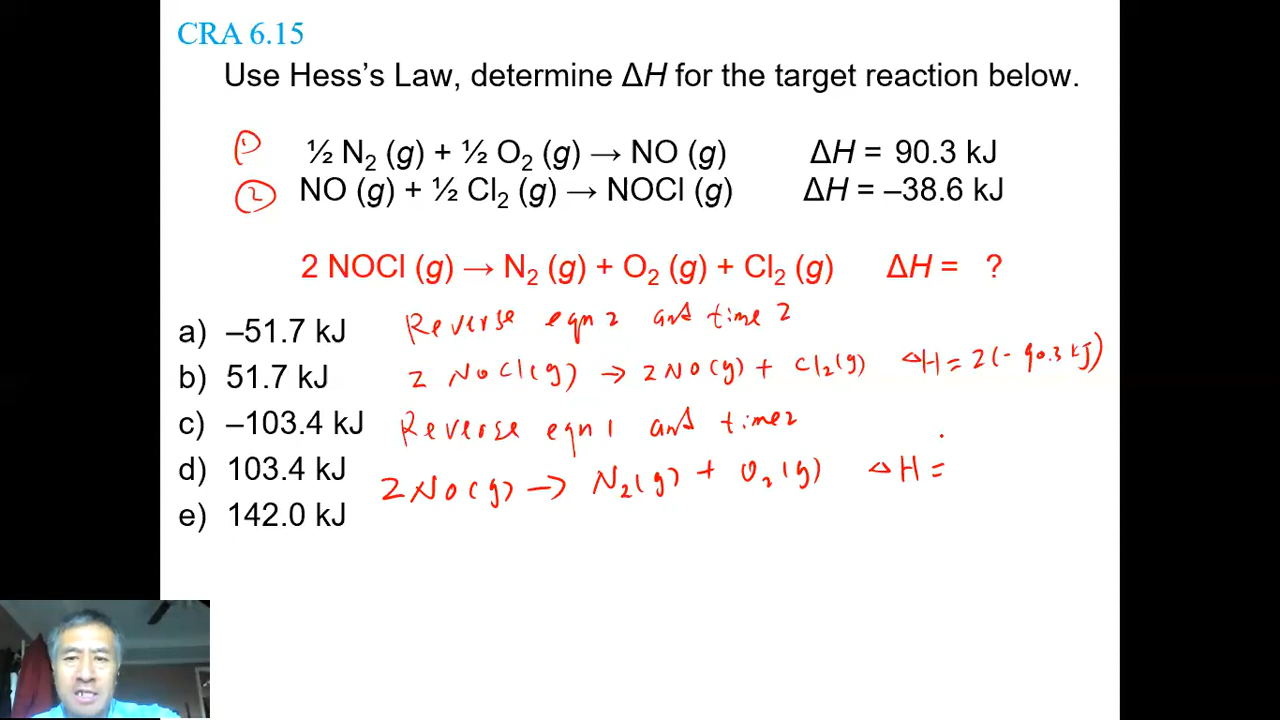 CRA 6.15
Use Hess's Law, determine ΔH for the target reaction below.
1 ½ N₂ (g) + ½ O₂ (g) → NO (g) ΔH = 90.3 kJ
2 NO (g) + ½ Cl₂ (g) → NOCl (g) ΔH = –38.6 kJ
2 NOCl (g) → N₂ (g) + O₂ (g) + Cl₂ (g) ΔH = ?
a) –51.7 kJ
b) 51.7 kJ
c) –103.4 kJ
d) 103.4 kJ
e) 142.0 kJ
Reverse eqn 2 and time 2
2 NOCl(g) → 2NO(g) + Cl₂(g) ΔH = 2(- 90.3 kJ)
Reverse eqn 1 and time 2
2NO(g) → N₂(g) + O₂(g) ΔH =